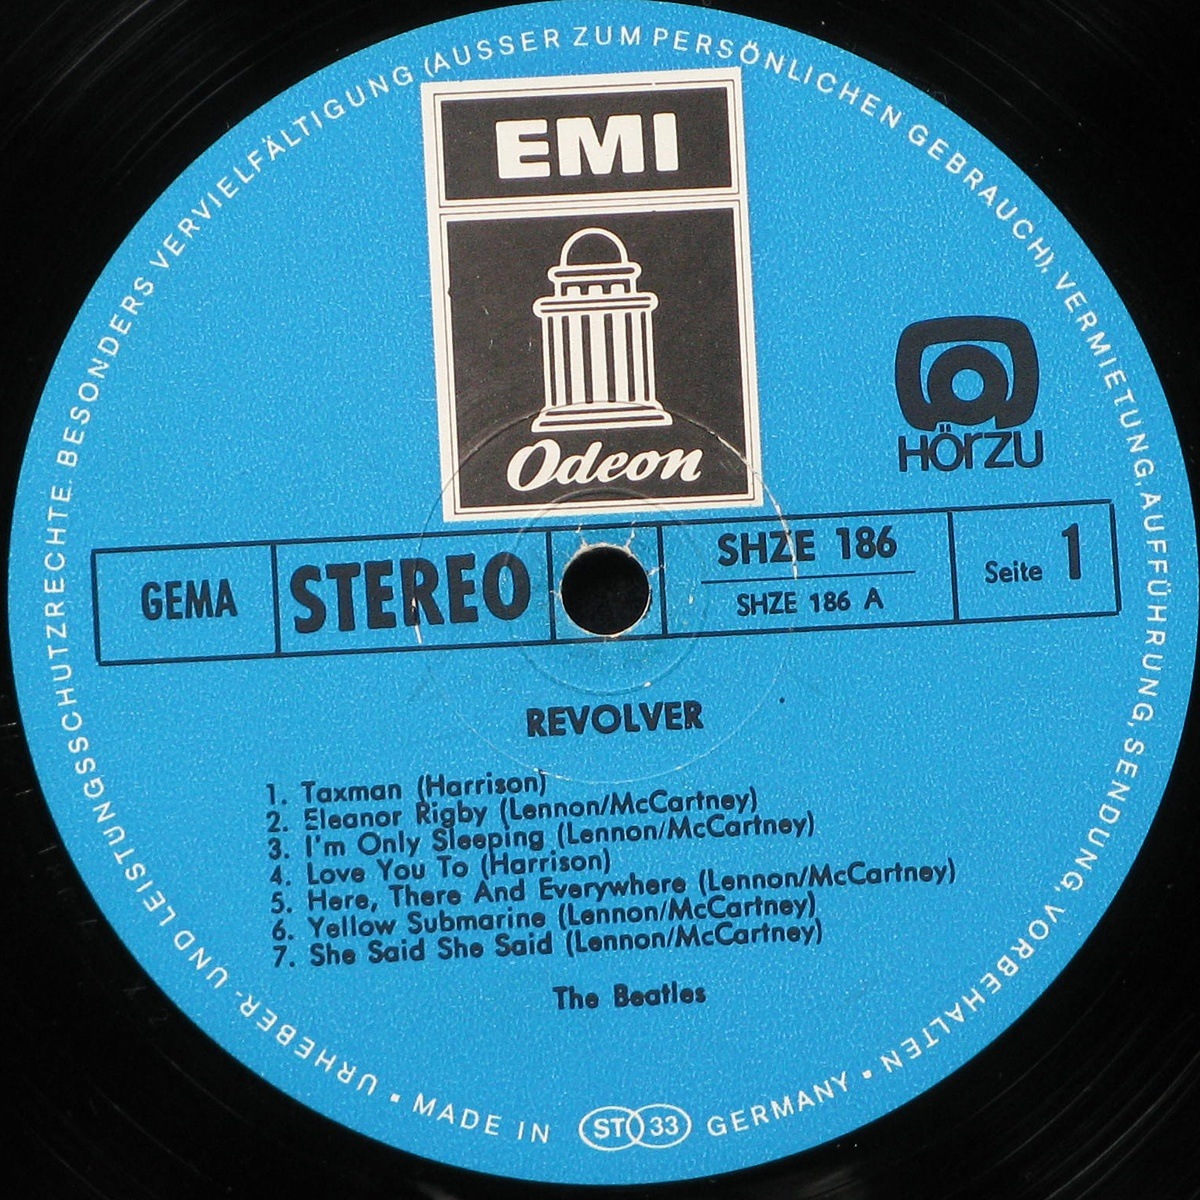 URHEBER- UND LEISTUNGSSCHUTZRECHTE. BESONDERS VERVIELFÄLTIGUNG (AUSSER ZUM PERSÖNLICHEN GEBRAUCH), VERMIETUNG, AUFFÜHRUNG, SENDUNG, VORBEHALTEN
EMI
Odeon
HÖRZU
GEMA
STEREO
SHZE 186
SHZE 186 A
Seite 1
REVOLVER
1. Taxman (Harrison)
2. Eleanor Rigby (Lennon/McCartney)
3. I'm Only Sleeping (Lennon/McCartney)
4. Love You To (Harrison)
5. Here, There And Everywhere (Lennon/McCartney)
6. Yellow Submarine (Lennon/McCartney)
7. She Said She Said (Lennon/McCartney)
The Beatles
▪ MADE IN ST 33 GERMANY ▪